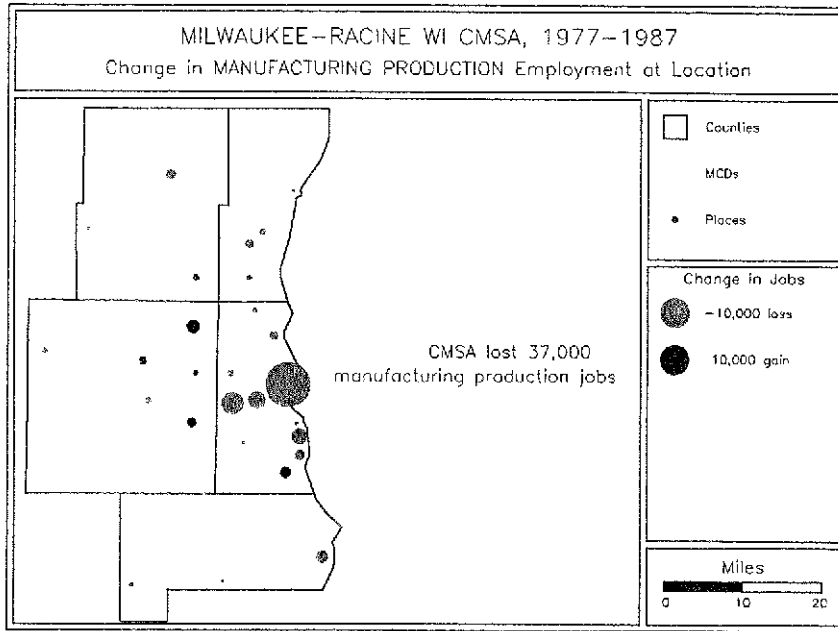 MILWAUKEE-RACINE WI CMSA, 1977-1987
Change in MANUFACTURING PRODUCTION Employment at Location
CMSA lost 37,000
manufacturing production jobs
Counties
MCDs
Places
Change in Jobs
-10,000 loss
10,000 gain
Miles
0 10 20